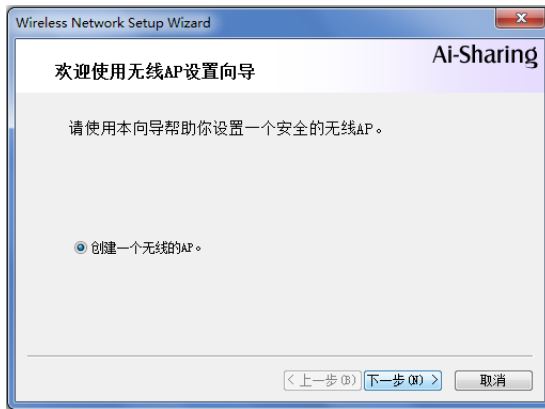 Wireless Network Setup Wizard
Ai-Sharing
欢迎使用无线AP设置向导
请使用本向导帮助你设置一个安全的无线AP。
创建一个无线的AP。
< 上一步(B) 下一步(N) > 取消